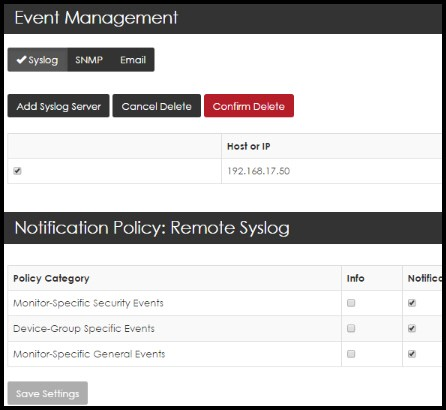 Event Management
Syslog SNMP Email
Add Syslog Server Cancel Delete Confirm Delete
Host or IP
192.168.17.50
Notification Policy: Remote Syslog
Policy Category Info Notifica
Monitor-Specific Security Events
Device-Group Specific Events
Monitor-Specific General Events
Save Settings